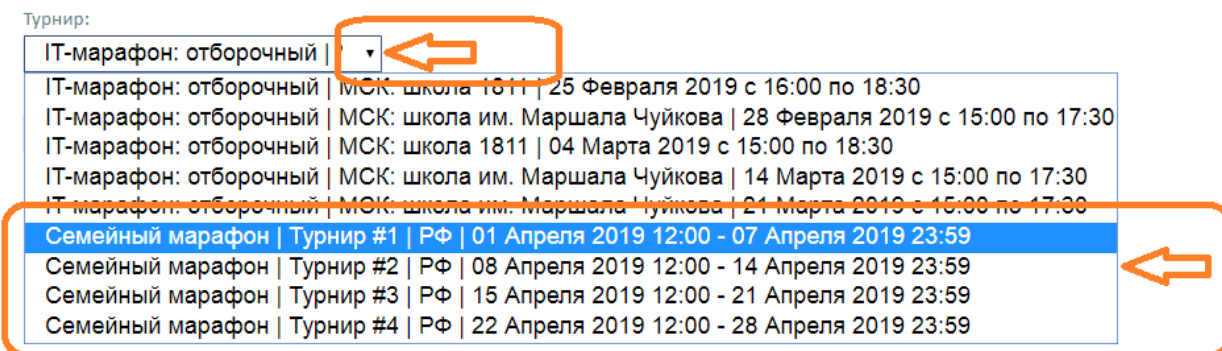 Турнир:
IT-марафон: отборочный |
IT-марафон: отборочный | МСК: школа 1811 | 25 Февраля 2019 с 16:00 по 18:30
IT-марафон: отборочный | МСК: школа им. Маршала Чуйкова | 28 Февраля 2019 с 15:00 по 17:30
IT-марафон: отборочный | МСК: школа 1811 | 04 Марта 2019 с 15:00 по 18:30
IT-марафон: отборочный | МСК: школа им. Маршала Чуйкова | 14 Марта 2019 с 15:00 по 17:30
IT-марафон: отборочный | МСК: школа им. Маршала Чуйкова | 21 Марта 2019 с 15:00 по 17:30
Семейный марафон | Турнир #1 | РФ | 01 Апреля 2019 12:00 - 07 Апреля 2019 23:59
Семейный марафон | Турнир #2 | РФ | 08 Апреля 2019 12:00 - 14 Апреля 2019 23:59
Семейный марафон | Турнир #3 | РФ | 15 Апреля 2019 12:00 - 21 Апреля 2019 23:59
Семейный марафон | Турнир #4 | РФ | 22 Апреля 2019 12:00 - 28 Апреля 2019 23:59